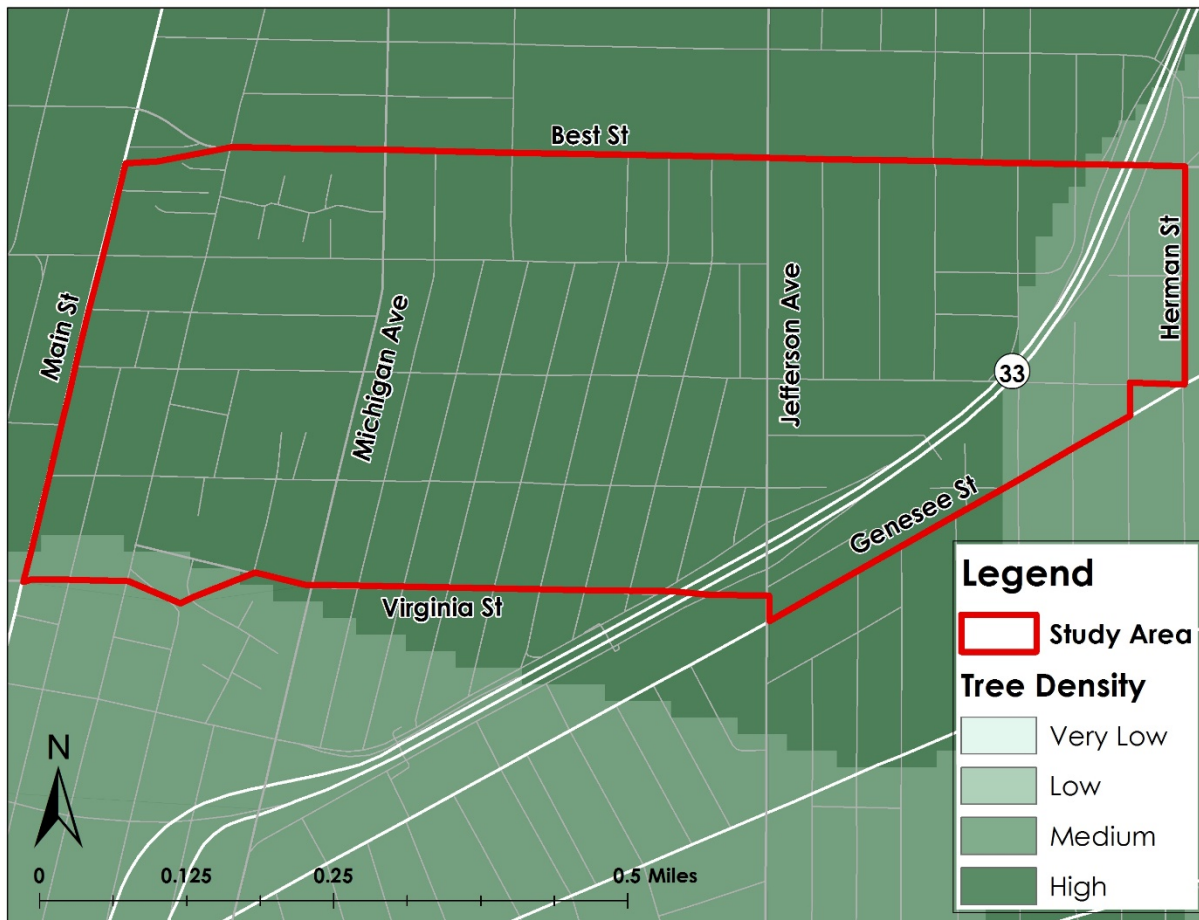 Best St
Main St
Michigan Ave
Jefferson Ave
Herman St
33
Genesee St
Virginia St
Legend
Study Area
Tree Density
Very Low
Low
Medium
High
N
0 0.125 0.25 0.5 Miles